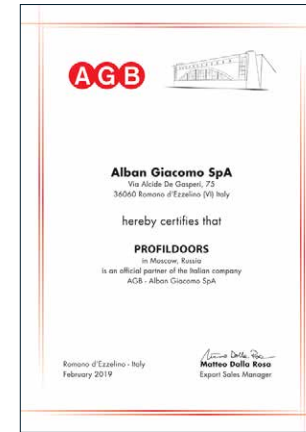 AGB
Alban Giacomo SpA
Via Alcide De Gasperi, 75
36060 Romano d'Ezzelino (VI) Italy
hereby certifies that
PROFILDOORS
in Moscow, Russia
is an official partner of the Italian company
AGB - Alban Giacomo SpA
Romano d'Ezzelino - Italy
February 2019
Matteo Dalla Rosa
Export Sales Manager